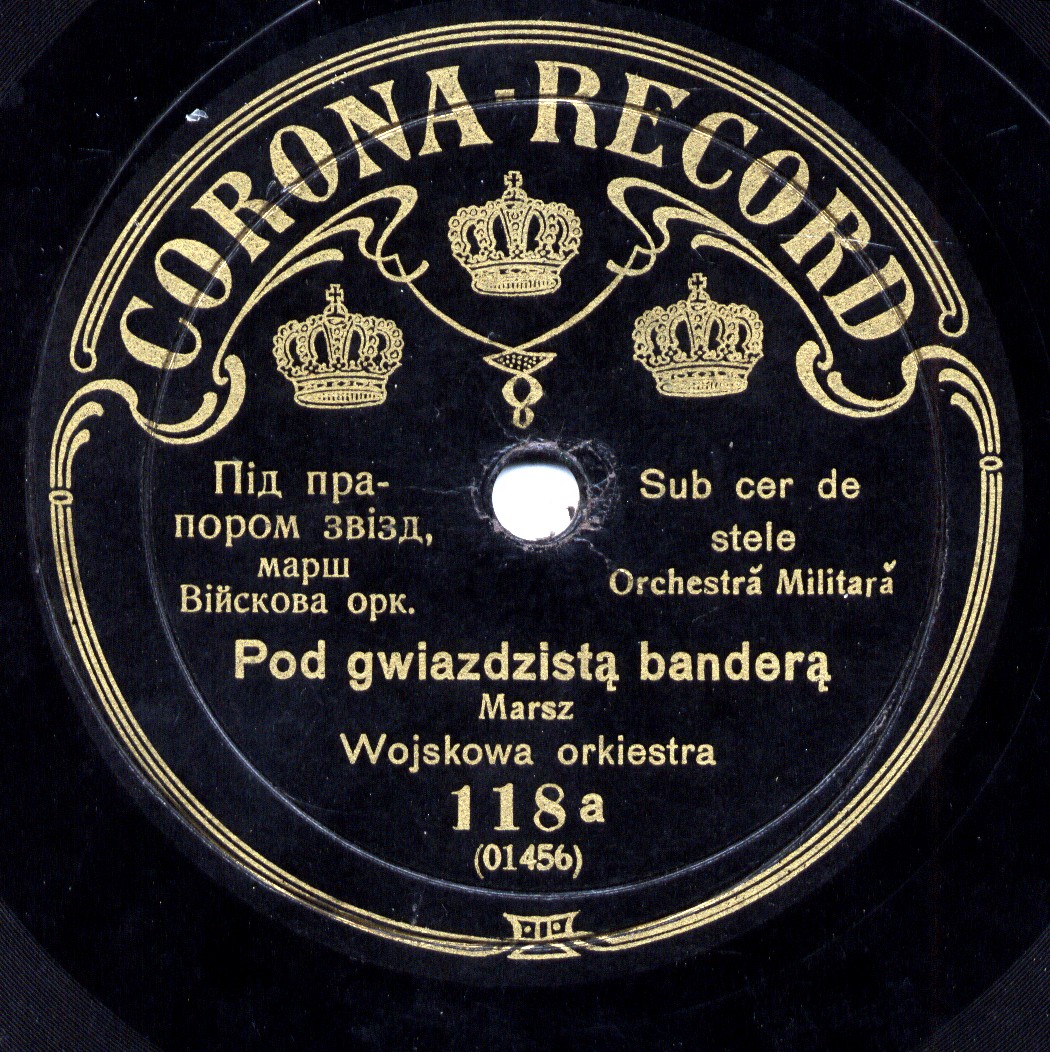 CORONA-RECORD
Під пра-
пором звізд,
марш
Війскова орк.
Sub cer de
stele
Orchestră Militară
Pod gwiazdzistą banderą
Marsz
Wojskowa orkiestra
118a
(01456)